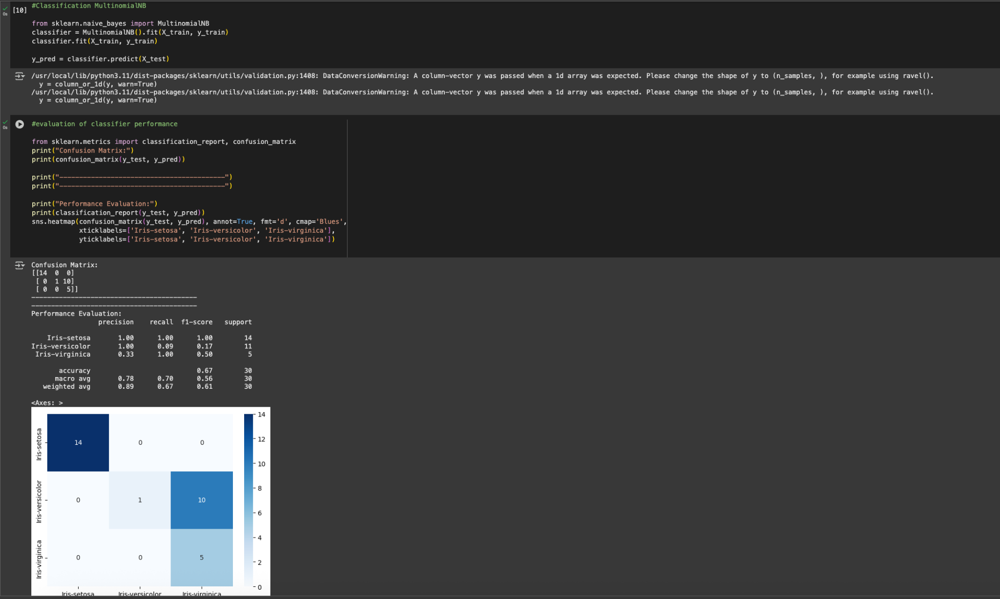 0s
[10]
#Classification MultinomialNB
from sklearn.naive_bayes import MultinomialNB
classifier = MultinomialNB().fit(X_train, y_train)
classifier.fit(X_train, y_train)
y_pred = classifier.predict(X_test)
/usr/local/lib/python3.11/dist-packages/sklearn/utils/validation.py:1408: DataConversionWarning: A column-vector y was passed when a 1d array was expected. Please change the shape of y to (n_samples, ), for example using ravel().
  y = column_or_1d(y, warn=True)
/usr/local/lib/python3.11/dist-packages/sklearn/utils/validation.py:1408: DataConversionWarning: A column-vector y was passed when a 1d array was expected. Please change the shape of y to (n_samples, ), for example using ravel().
  y = column_or_1d(y, warn=True)
0s
#evaluation of classifier performance
from sklearn.metrics import classification_report, confusion_matrix
print("Confusion Matrix:")
print(confusion_matrix(y_test, y_pred))
print("------------------------------------------")
print("------------------------------------------")
print("Performance Evaluation:")
print(classification_report(y_test, y_pred))
sns.heatmap(confusion_matrix(y_test, y_pred), annot=True, fmt='d', cmap='Blues',
            xticklabels=['Iris-setosa', 'Iris-versicolor', 'Iris-virginica'],
            yticklabels=['Iris-setosa', 'Iris-versicolor', 'Iris-virginica'])
Confusion Matrix:
[[14  0  0]
 [ 0  1 10]
 [ 0  0  5]]
------------------------------------------
------------------------------------------
Performance Evaluation:
                 precision    recall  f1-score   support
    Iris-setosa       1.00      1.00      1.00        14
Iris-versicolor       1.00      0.09      0.17        11
 Iris-virginica       0.33      1.00      0.50         5
       accuracy                           0.67        30
      macro avg       0.78      0.70      0.56        30
   weighted avg       0.89      0.67      0.61        30
<Axes: >
Iris-setosa 14 0 0
Iris-versicolor 0 1 10
Iris-virginica 0 0 5
Iris-setosa Iris-versicolor Iris-virginica
14
12
10
8
6
4
2
0